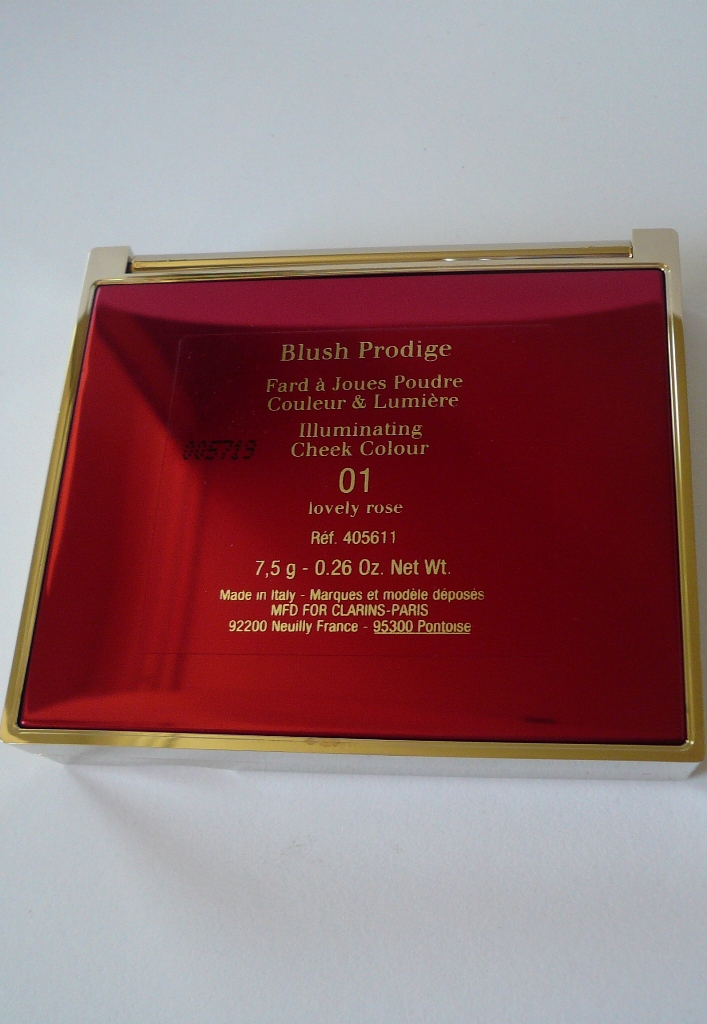 Blush Prodige
Fard à Joues Poudre
Couleur & Lumière
Illuminating
Cheek Colour
005719
01
lovely rose
Réf. 405611
7,5 g - 0.26 Oz. Net Wt.
Made in Italy - Marques et modèle déposés
MFD FOR CLARINS-PARIS
92200 Neuilly France - 95300 Pontoise